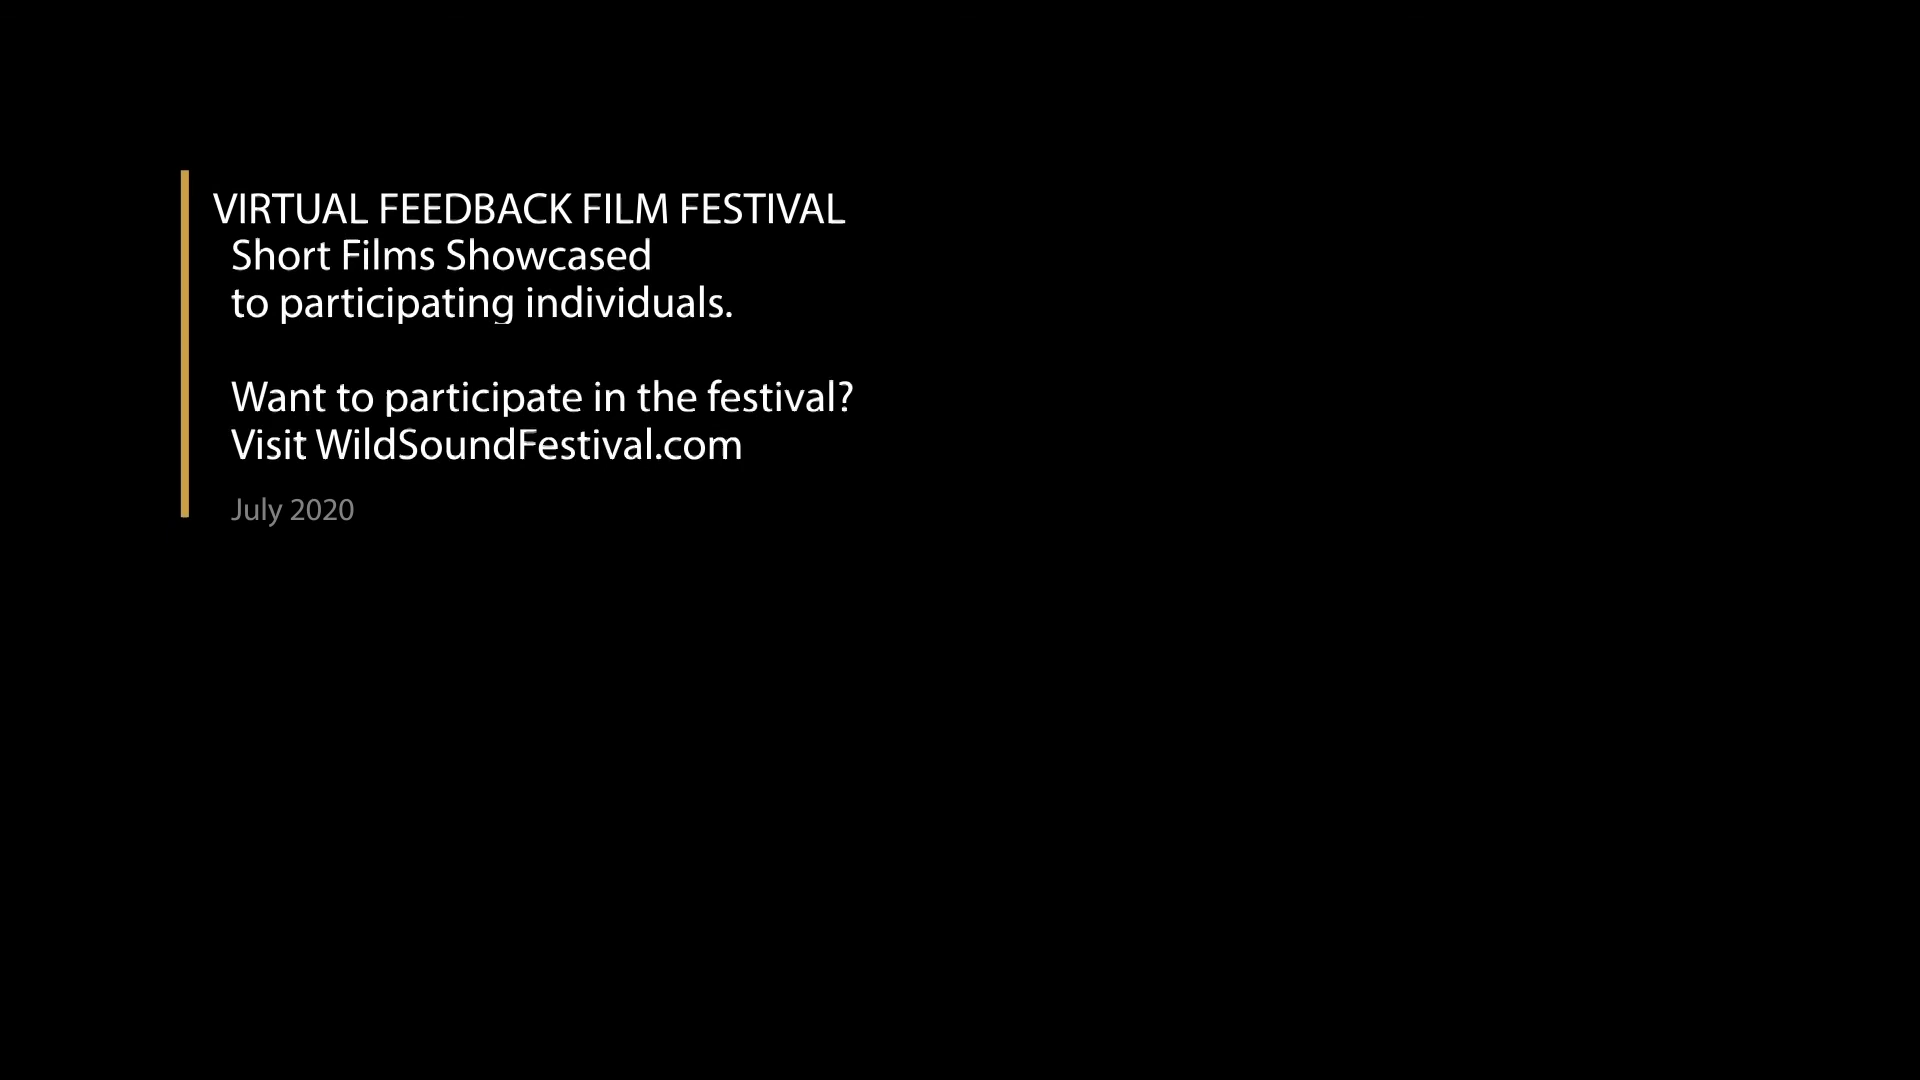 VIRTUAL FEEDBACK FILM FESTIVAL
Short Films Showcased
to participating individuals.
Want to participate in the festival?
Visit WildSoundFestival.com
July 2020